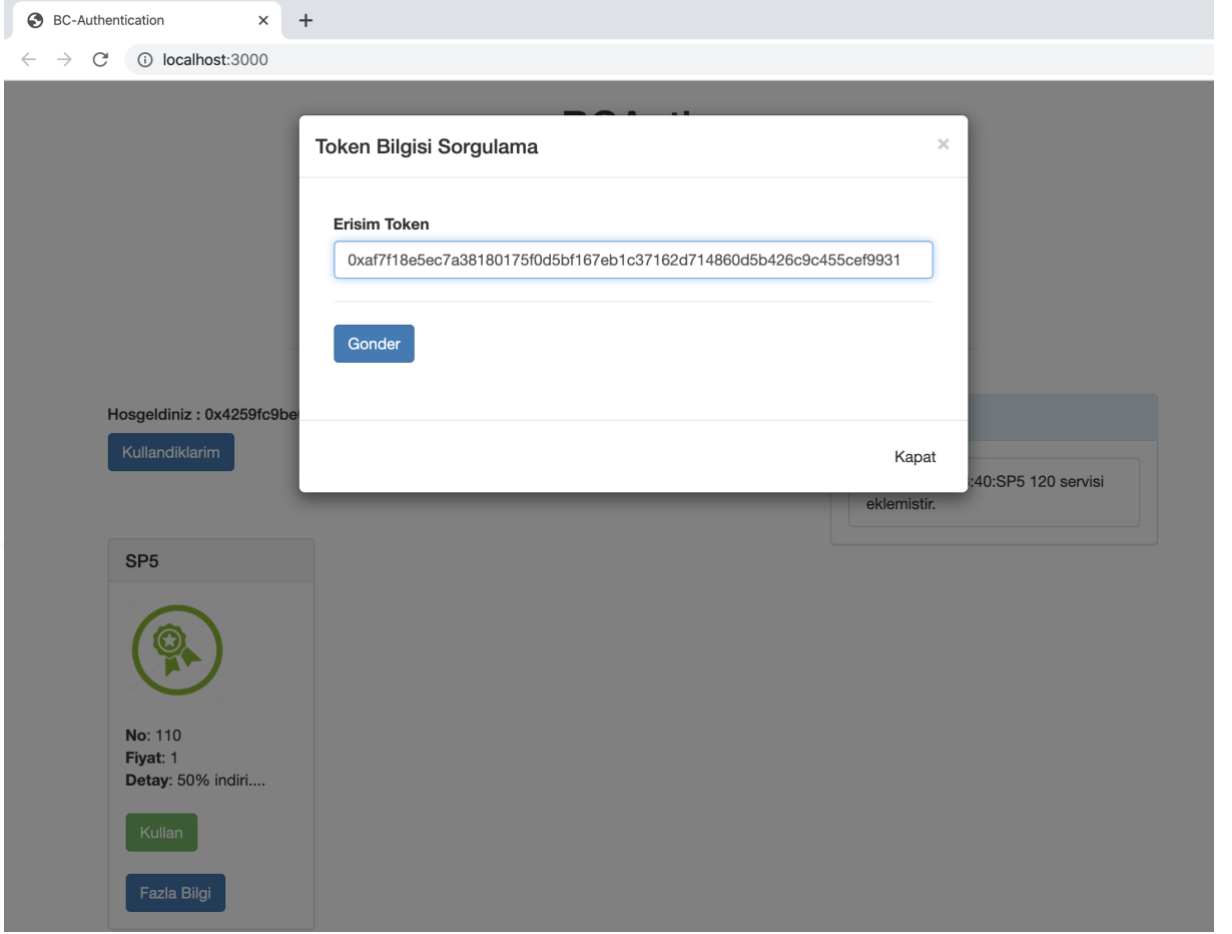 BC-Authentication
localhost:3000
Token Bilgisi Sorgulama
Erisim Token
0xaf7f18e5ec7a38180175f0d5bf167eb1c37162d714860d5b426c9c455cef9931
Gonder
Kapat
Hosgeldiniz : 0x4259fc9be
Kullandiklarim
:40:SP5 120 servisi
eklemistir.
SP5
No: 110
Fiyat: 1
Detay: 50% indiri....
Kullan
Fazla Bilgi